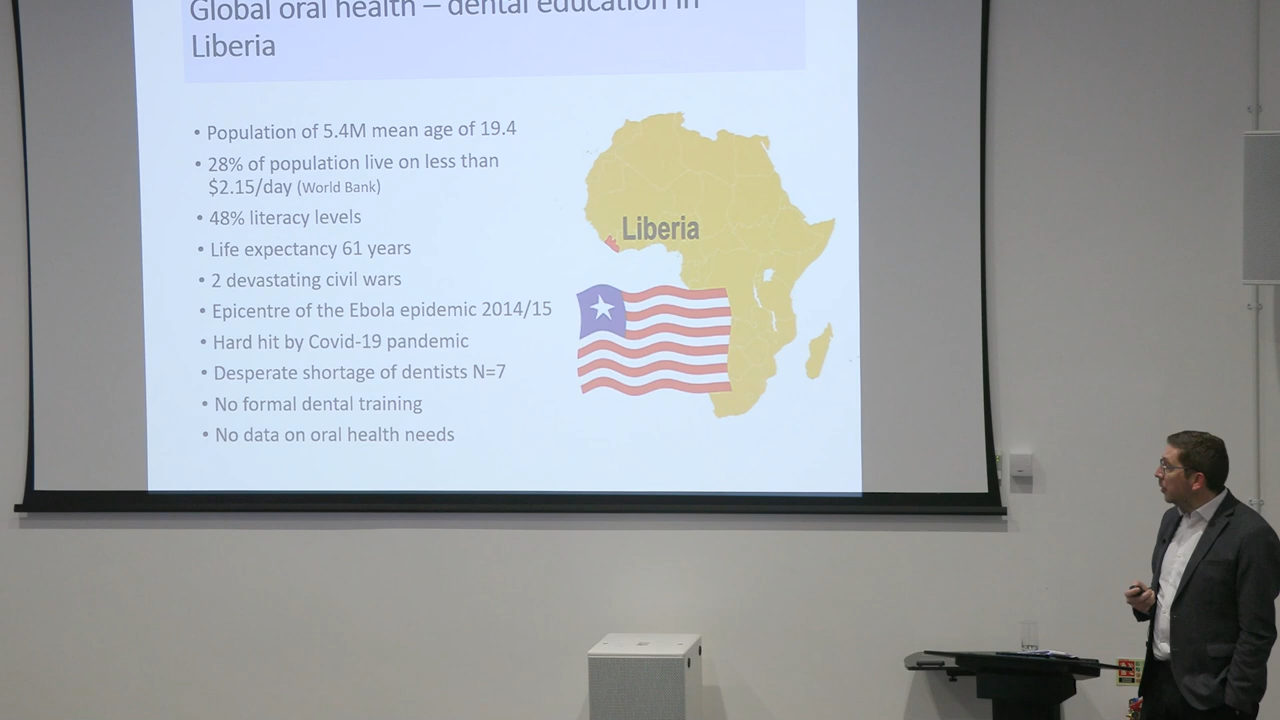 Global oral health – dental education in
Liberia
• Population of 5.4M mean age of 19.4
• 28% of population live on less than
$2.15/day (World Bank)
• 48% literacy levels
• Life expectancy 61 years
• 2 devastating civil wars
• Epicentre of the Ebola epidemic 2014/15
• Hard hit by Covid-19 pandemic
• Desperate shortage of dentists N=7
• No formal dental training
• No data on oral health needs
Liberia